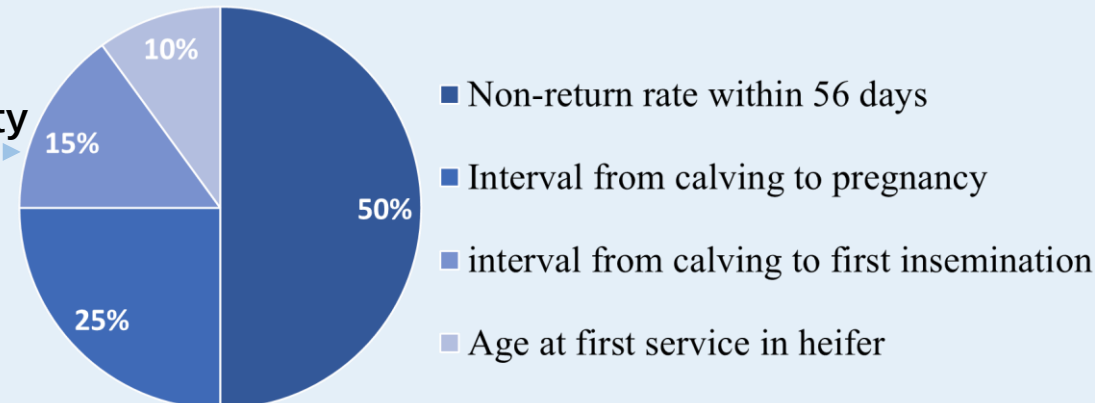 10%
ty
15%
50%
25%
Non-return rate within 56 days
Interval from calving to pregnancy
interval from calving to first insemination
Age at first service in heifer